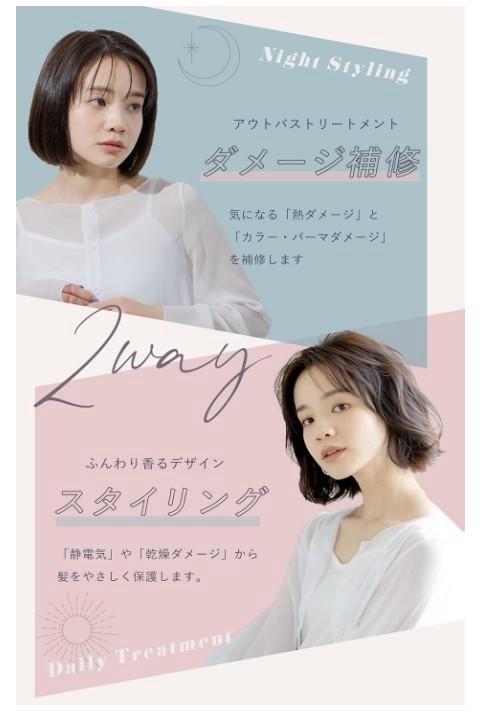 Night Styling
アウトバストリートメント
ダメージ補修
気になる「熱ダメージ」と
「カラー・パーマダメージ」
を補修します
2way
ふんわり香るデザイン
スタイリング
「静電気」や「乾燥ダメージ」から
髪をやさしく保護します。
Daily Treatment